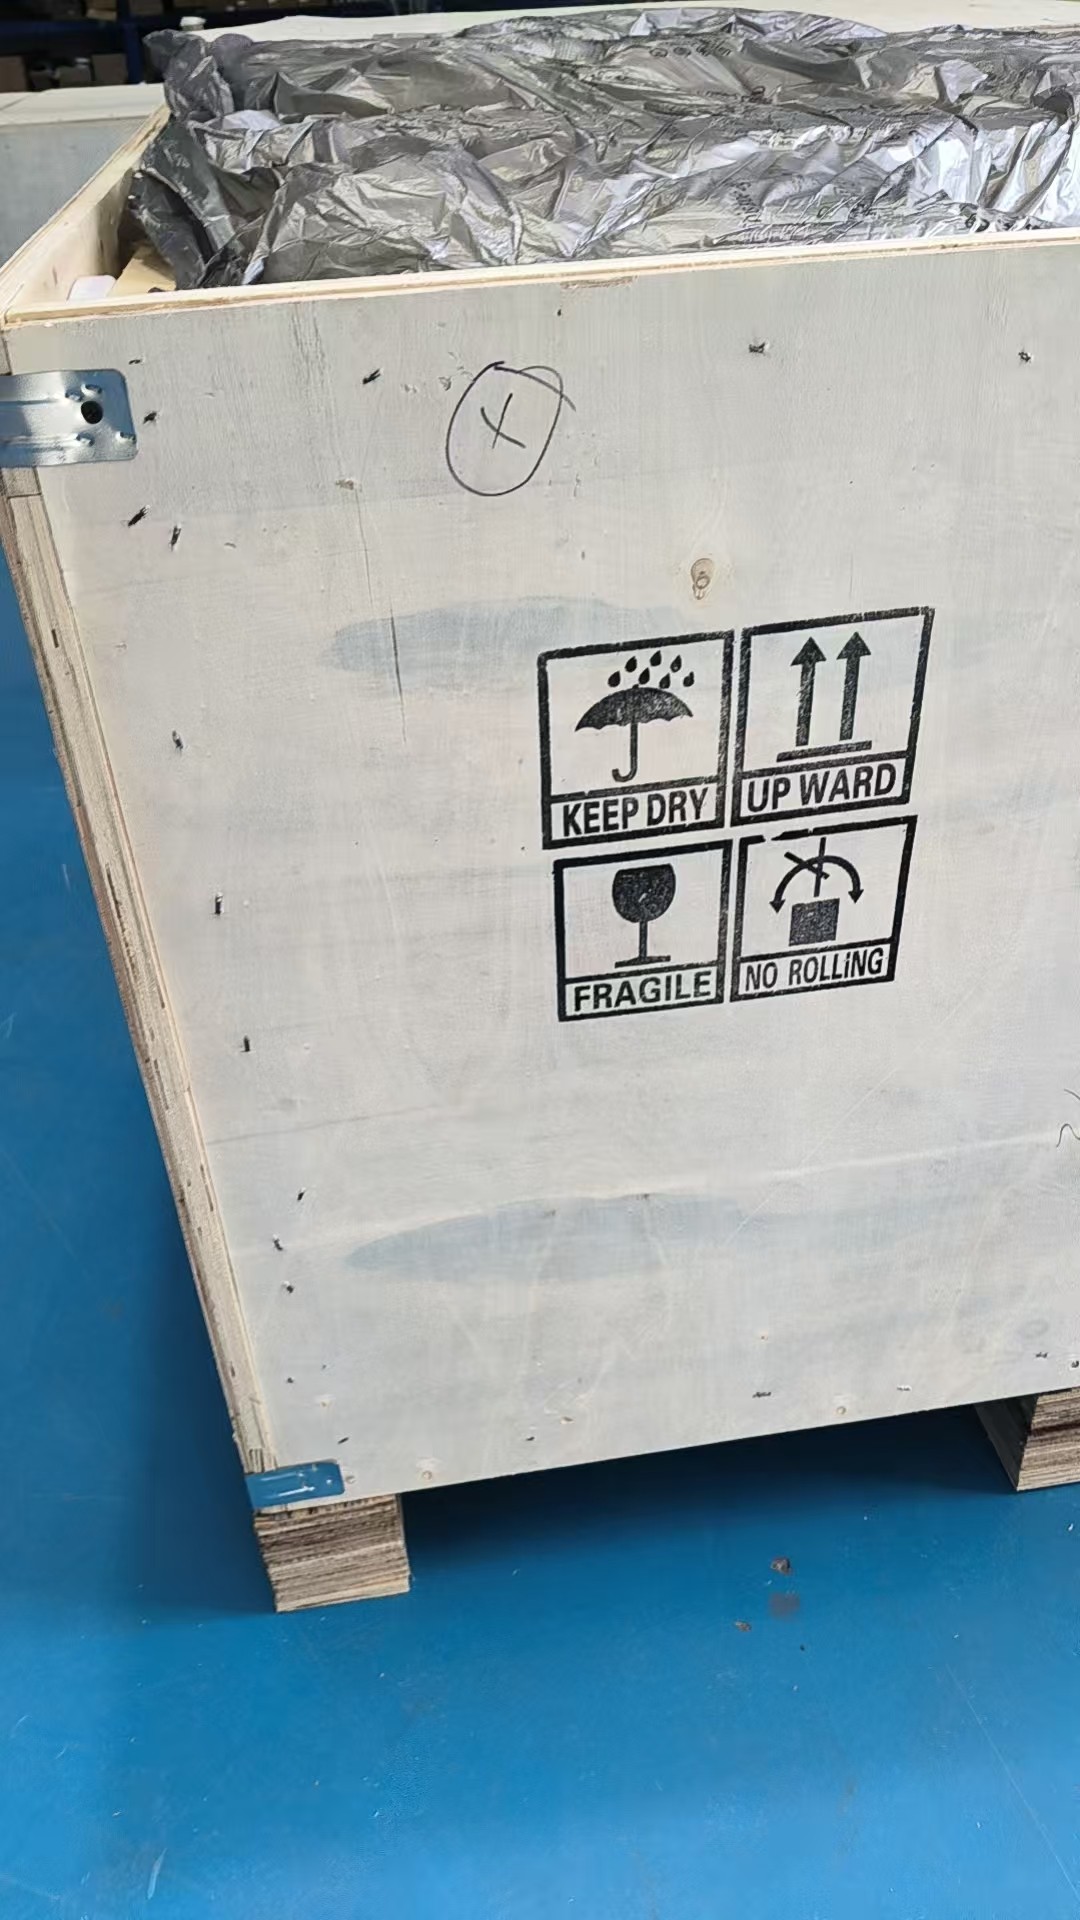 X
KEEP DRY
UP WARD
FRAGILE
NO ROLLING